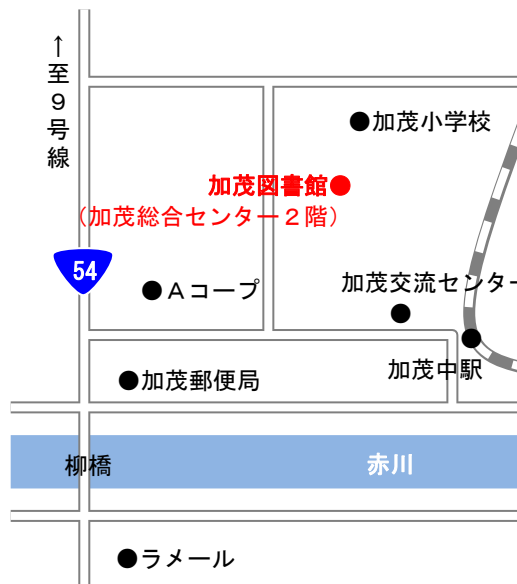 ↑至９号線
●加茂小学校
加茂図書館●
（加茂総合センター２階）
54
●Ａコープ
加茂交流センター
加茂中駅
●加茂郵便局
柳橋
赤川
●ラメール